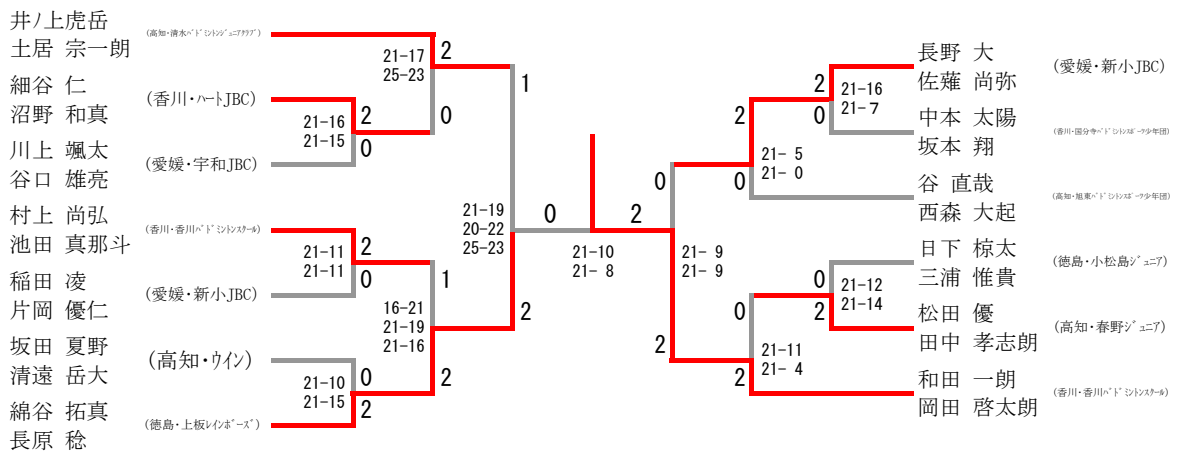 井ノ上虎岳
土居 宗一朗
(高知・清水ﾊﾞﾄﾞﾐﾝﾄﾝｼﾞｭﾆｱｸﾗﾌﾞ)
細谷 仁
沼野 和真
(香川・ﾊｰﾄJBC)
川上 颯太
谷口 雄亮
(愛媛・宇和JBC)
村上 尚弘
池田 真那斗
(香川・香川ﾊﾞﾄﾞﾐﾝﾄﾝｽｸｰﾙ)
稲田 凌
片岡 優仁
(愛媛・新小JBC)
坂田 夏野
清遠 岳大
(高知・ｳｲﾝ)
綿谷 拓真
長原 稔
(徳島・上板ﾚｲﾝﾎﾞｰｽﾞ)
21-17
25-23
2
0
21-16
21-15
2
0
21-11
21-11
2
0
16-21
21-19
21-16
1
2
21-10
21-15
0
2
21-19
20-22
25-23
1
2
0
2
21-10
21- 8
21- 9
21- 9
0
2
21- 5
21- 0
2
0
21-16
21- 7
2
0
21-12
21-14
0
2
21-11
21- 4
0
2
長野 大
佐薙 尚弥
(愛媛・新小JBC)
中本 太陽
坂本 翔
(香川・国分寺ﾊﾞﾄﾞﾐﾝﾄﾝｽﾎﾟｰﾂ少年団)
谷 直哉
西森 大起
(高知・旭東ﾊﾞﾄﾞﾐﾝﾄﾝｽﾎﾟｰﾂ少年団)
日下 椋太
三浦 惟貴
(徳島・小松島ｼﾞｭﾆｱ)
松田 優
田中 孝志朗
(高知・春野ｼﾞｭﾆｱ)
和田 一朗
岡田 啓太朗
(香川・香川ﾊﾞﾄﾞﾐﾝﾄﾝｽｸｰﾙ)